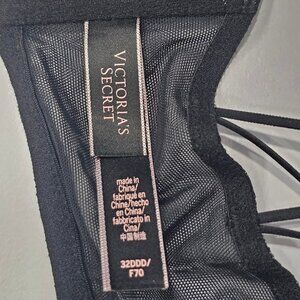 VICTORIA'S
SECRET
made in
China/
fabriqué en
Chine/hecho
en China/
fabbricato in
Cina/
中国制造
32DDD/
F70